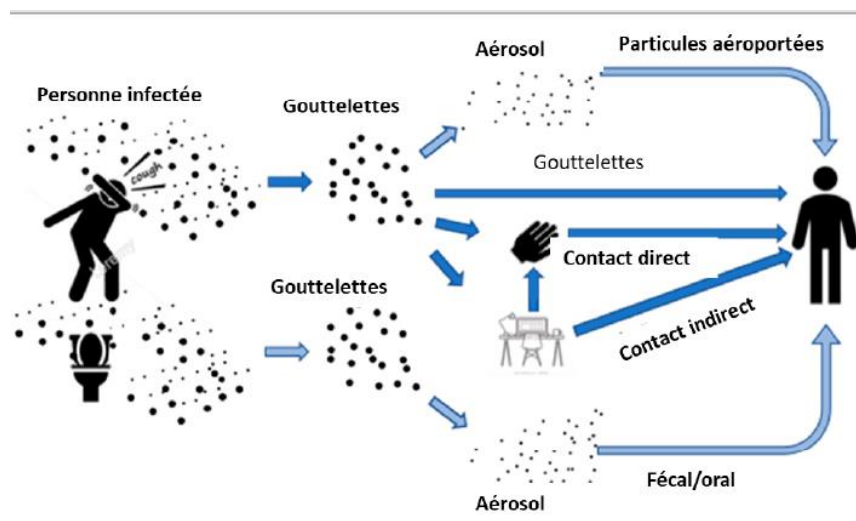 Aérosol
Particules aéroportées
Personne infectée
Gouttelettes
cough
Gouttelettes
Contact direct
Gouttelettes
Contact indirect
Fécal/oral
Aérosol